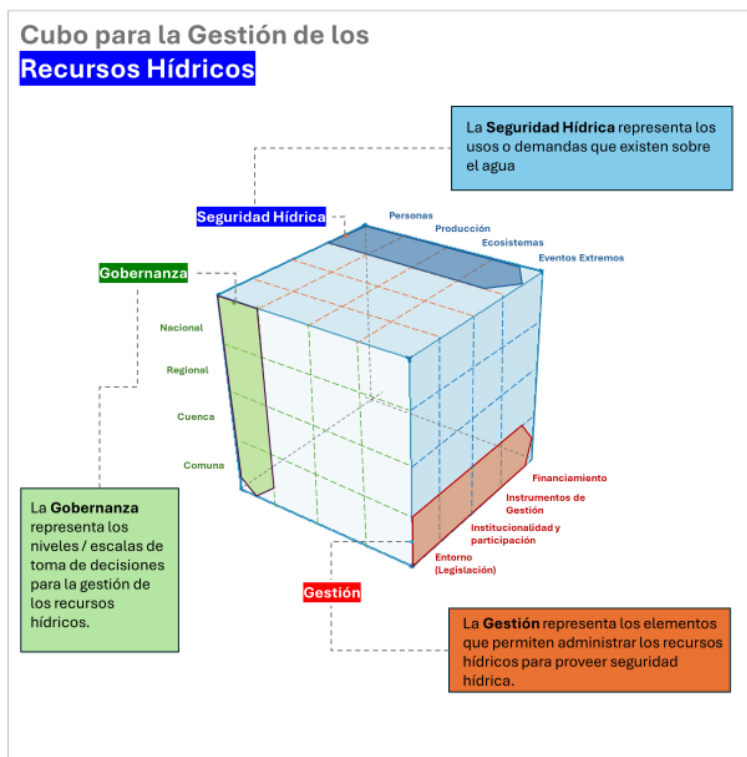 Cubo para la Gestión de los
Recursos Hídricos
La Seguridad Hídrica representa los
usos o demandas que existen sobre
el agua
Seguridad Hídrica
Personas
Producción
Ecosistemas
Eventos Extremos
Gobernanza
Nacional
Regional
Cuenca
Comuna
La Gobernanza
representa los
niveles / escalas de
toma de decisiones
para la gestión de
los recursos
hídricos.
Financiamiento
Instrumentos de
Gestión
Institucionalidad y
participación
Entorno
(Legislación)
Gestión
La Gestión representa los elementos
que permiten administrar los recursos
hídricos para proveer seguridad
hídrica.